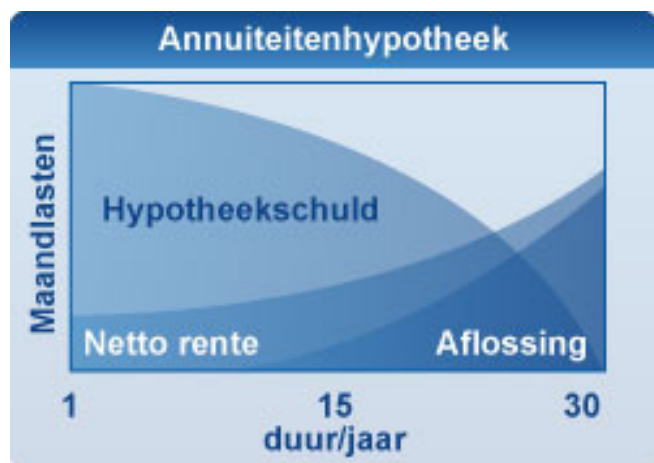 Annuiteitenhypotheek
Maandlasten
Hypotheekschuld
Netto rente
Aflossing
1
15
30
duur/jaar